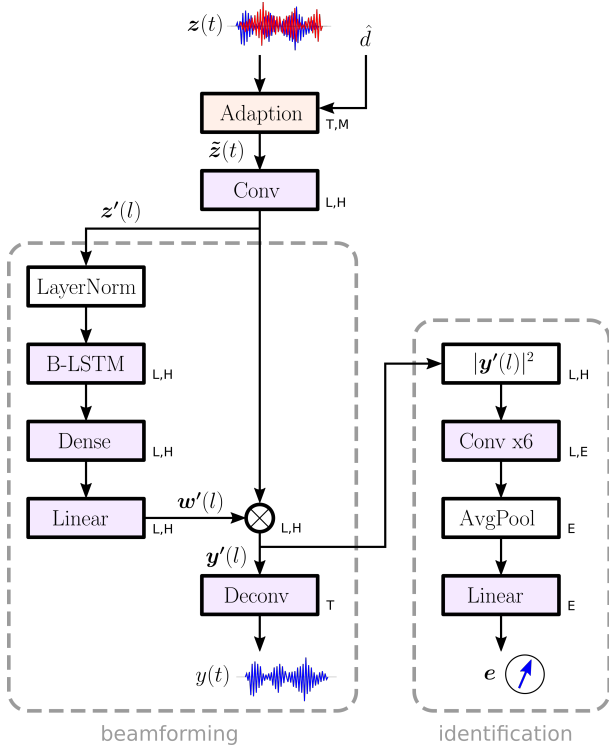 z(t)
d̂
Adaption
T,M
z̃(t)
Conv
L,H
z′(l)
LayerNorm
B-LSTM
L,H
Dense
L,H
Linear
L,H
w′(l)
L,H
y′(l)
Deconv
T
y(t)
beamforming
|y′(l)|²
L,H
Conv x6
L,E
AvgPool
E
Linear
E
e
identification